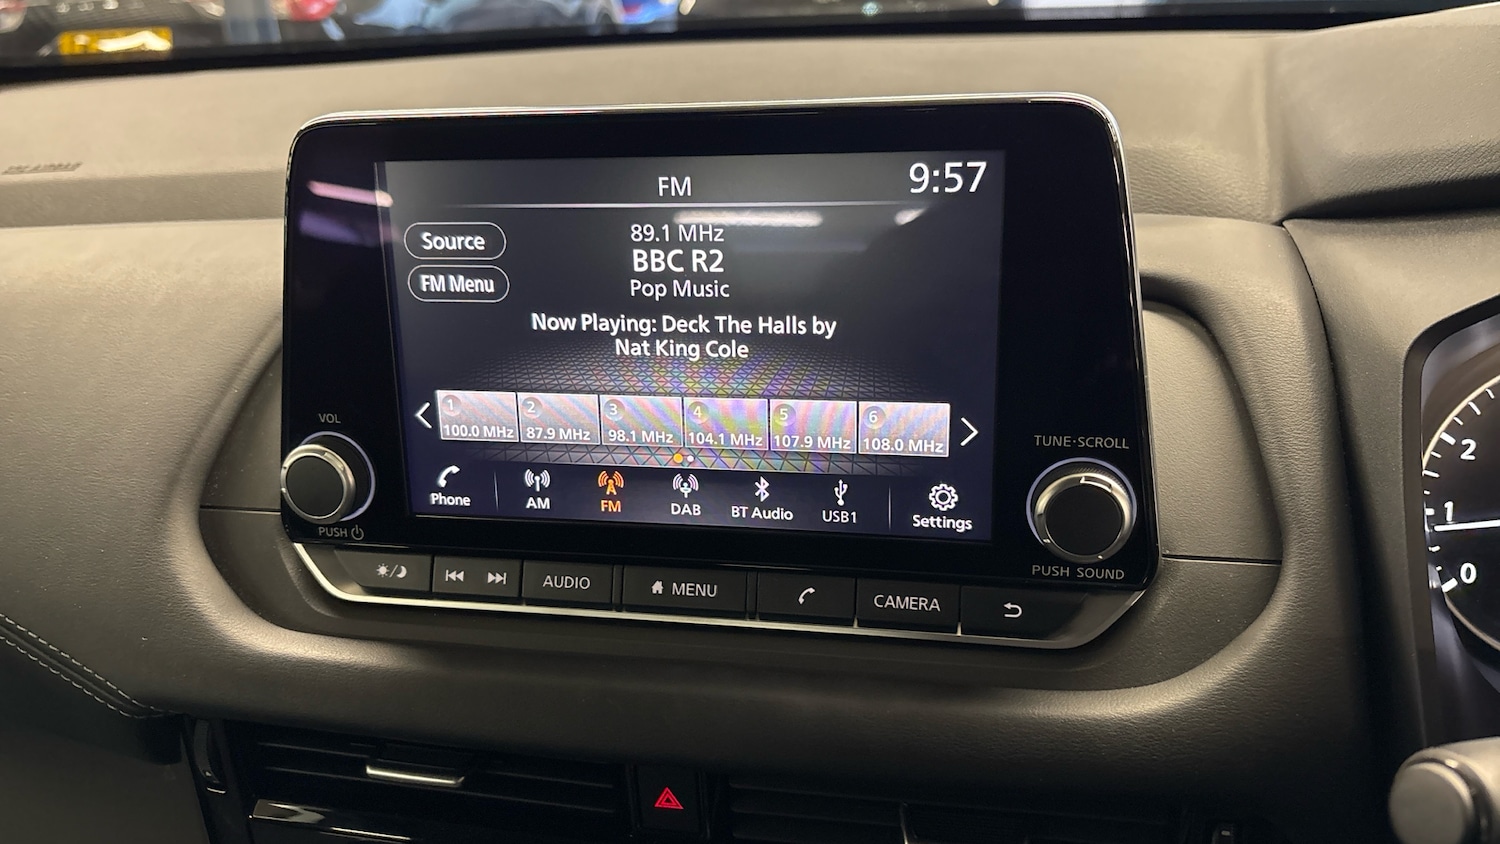 FM
9:57
Source
FM Menu
89.1 MHz
BBC R2
Pop Music
Now Playing: Deck The Halls by
Nat King Cole
1 2 3 4 5 6
100.0 MHz 87.9 MHz 98.1 MHz 104.1 MHz 107.9 MHz 108.0 MHz
Phone AM FM DAB BT Audio USB1 Settings
VOL
PUSH
TUNE·SCROLL
PUSH SOUND
AUDIO MENU CAMERA
2
1
0